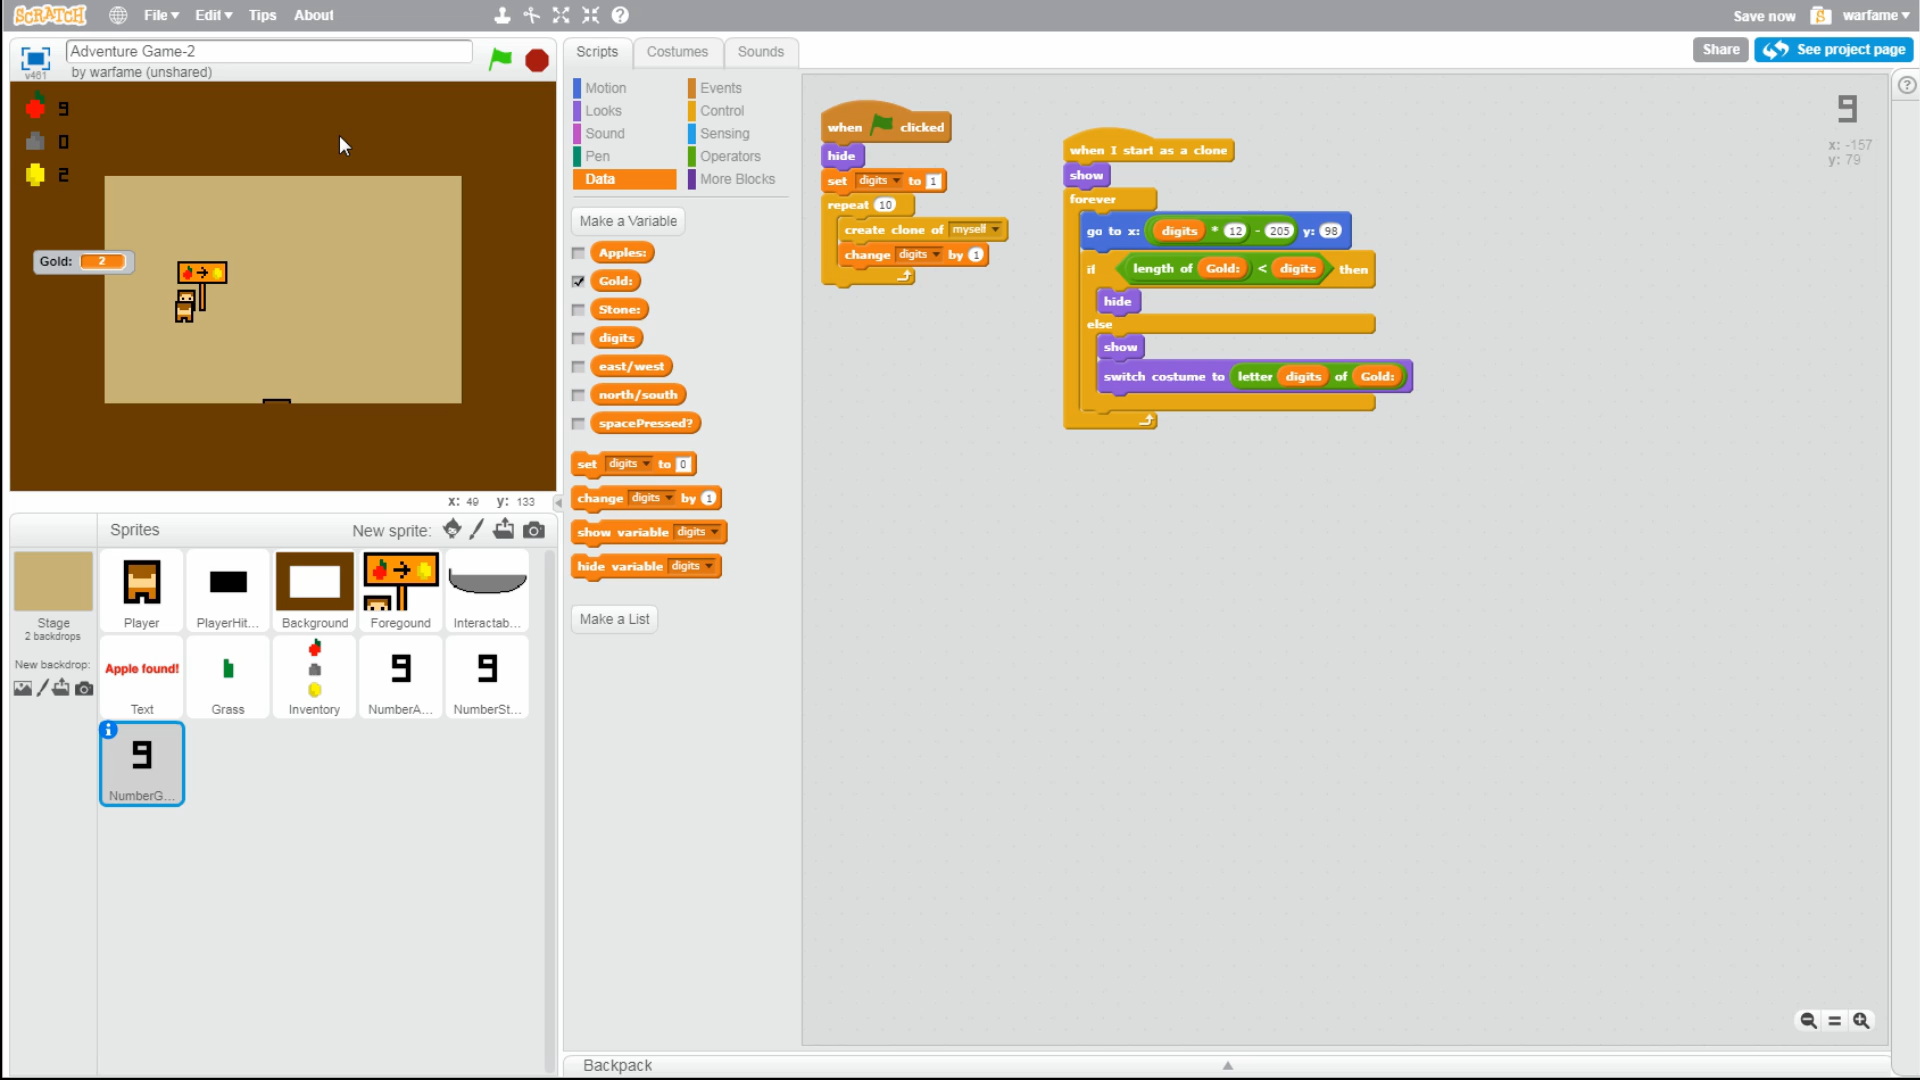 SCRATCH File Edit Tips About Save now warfame
v461 Adventure Game-2
by warfame (unshared)
Scripts Costumes Sounds
Share See project page
9
0
2
Gold: 2
x: 49 y: 133
Motion Events
Looks Control
Sound Sensing
Pen Operators
Data More Blocks
Make a Variable
Apples:
Gold:
Stone:
digits
east/west
north/south
spacePressed?
set digits to 0
change digits by 1
show variable digits
hide variable digits
Make a List
when clicked
hide
set digits to 1
repeat 10
create clone of myself
change digits by 1
when I start as a clone
show
forever
go to x: digits * 12 - 205 y: 98
if length of Gold: < digits then
hide
else
show
switch costume to letter digits of Gold:
9
x: -157
y: 79
Sprites New sprite:
Stage
2 backdrops
New backdrop:
Player PlayerHit... Background Foregound Interactab...
Apple found!
9 9
Text Grass Inventory NumberA... NumberSt...
9
NumberG...
Backpack